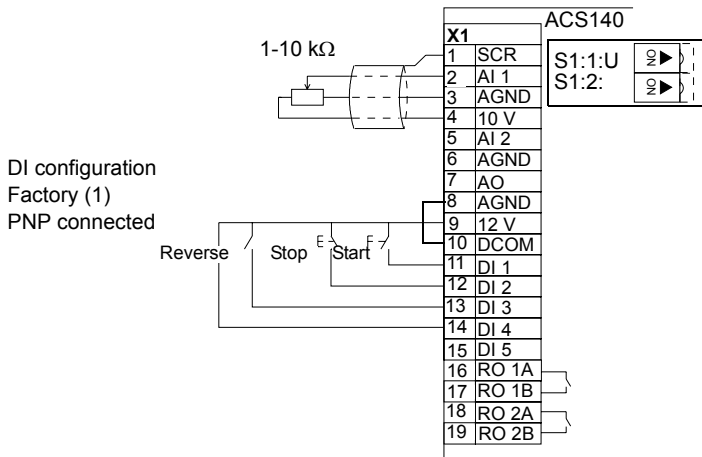 ACS140
X1
1-10 kΩ
1 SCR
2 AI 1
3 AGND
4 10 V
5 AI 2
6 AGND
7 AO
8 AGND
9 12 V
10 DCOM
11 DI 1
12 DI 2
13 DI 3
14 DI 4
15 DI 5
16 RO 1A
17 RO 1B
18 RO 2A
19 RO 2B
S1:1:U
S1:2:
ON
ON
DI configuration
Factory (1)
PNP connected
Reverse Stop Start